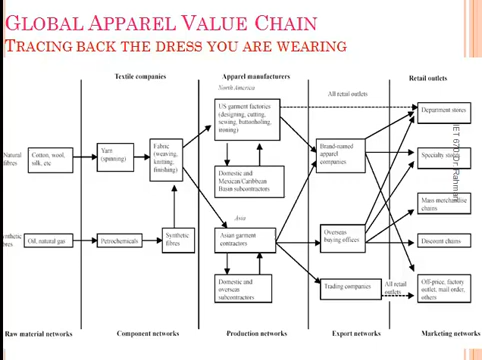 GLOBAL APPAREL VALUE CHAIN
TRACING BACK THE DRESS YOU ARE WEARING
Textile companies
Apparel manufacturers
Retail outlets
North America
All retail outlets
US garment factories
(designing, cutting,
sewing, buttonholing,
ironing)
Department stores
Natural
fibres
Cotton, wool,
silk, etc
Yarn
(spinning)
Fabric
(weaving,
knitting,
finishing)
Brand-named
apparel
companies
Specialty stores
Domestic and
Mexican/Caribbean
Basin subcontractors
Mass merchandise
chains
Asia
Synthetic
fibres
Oil, natural gas
Petrochemicals
Synthetic
fibres
Asian garment
contractors
Overseas
buying offices
Discount chains
Domestic and
overseas
subcontractors
Trading companies
All retail
outlets
Off-price, factory
outlet, mail order,
others
Raw material networks
Component networks
Production networks
Export networks
Marketing networks
IET 670: Dr. Rahman